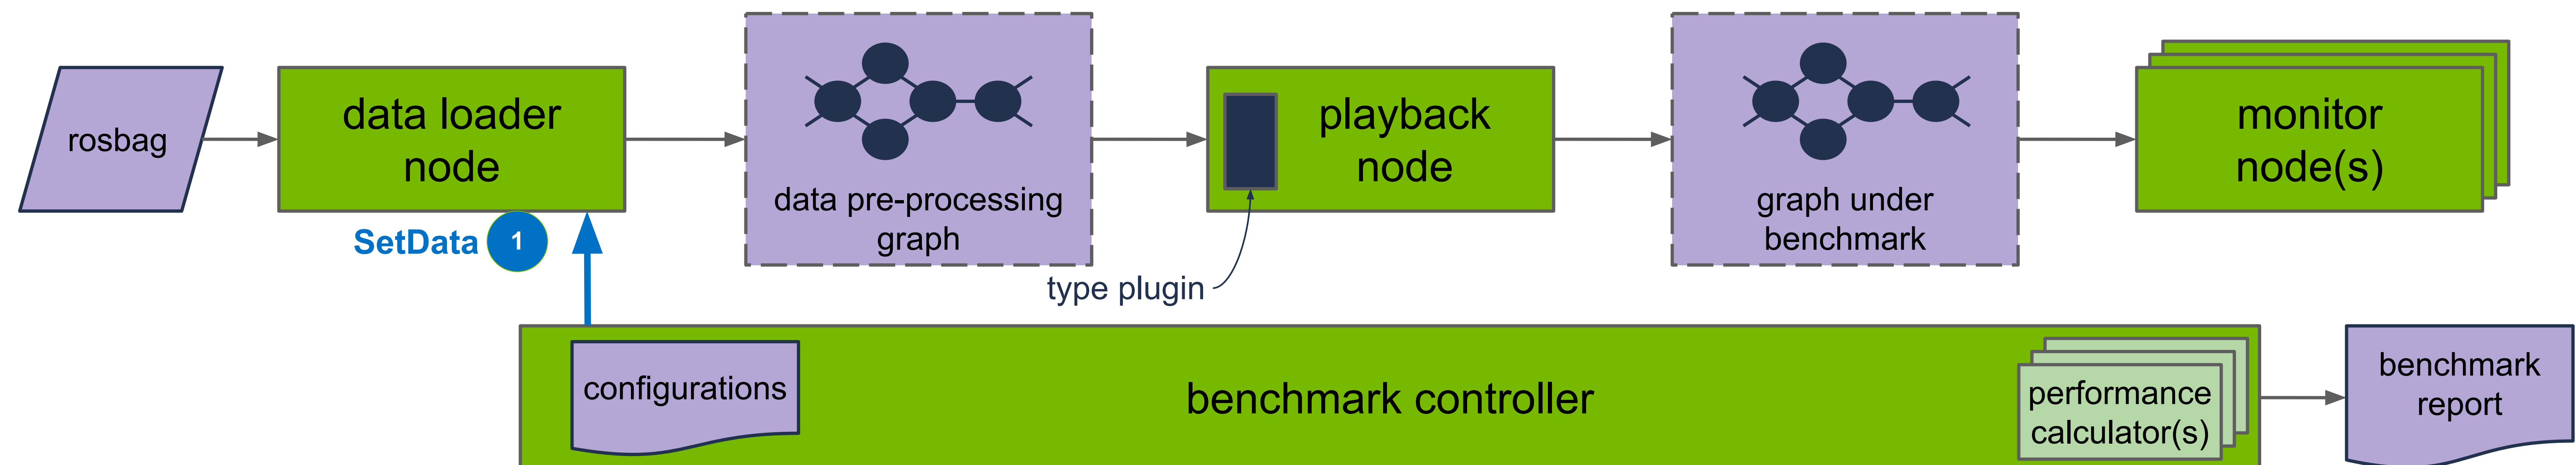 rosbag
data loader
node
SetData
1
data pre-processing
graph
type plugin
playback
node
graph under
benchmark
monitor
node(s)
configurations
benchmark controller
performance
calculator(s)
benchmark
report